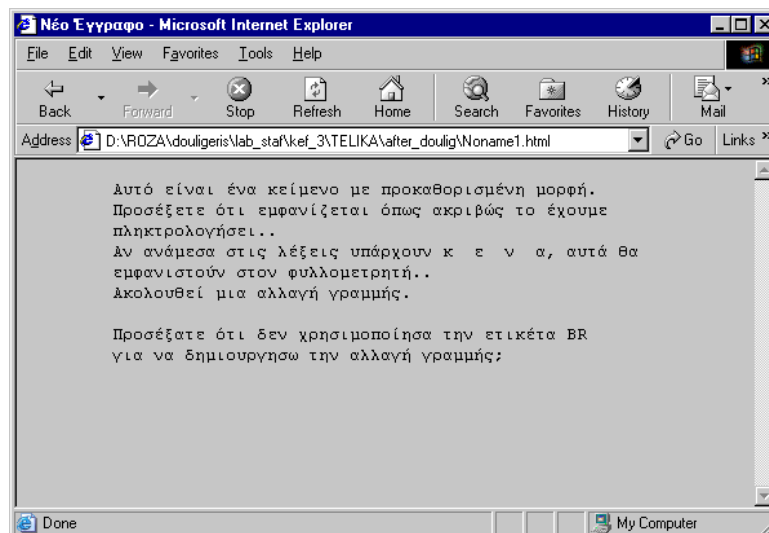 Νέο Έγγραφο - Microsoft Internet Explorer
File Edit View Favorites Tools Help
Back Forward Stop Refresh Home Search Favorites History Mail »
Address D:\ROZA\douligeris\lab_staf\kef_3\TELIKA\after_doulig\Noname1.html Go Links »
Αυτό είναι ένα κείμενο με προκαθορισμένη μορφή.
Προσέξετε ότι εμφανίζεται όπως ακριβώς το έχουμε
πληκτρολογήσει..
Αν ανάμεσα στις λέξεις υπάρχουν κ  ε  ν  α, αυτά θα
εμφανιστούν στον φυλλομετρητή..
Ακολουθεί μια αλλαγή γραμμής.
Προσέξατε ότι δεν χρησιμοποίησα την ετικέτα BR
για να δημιουργησω την αλλαγή γραμμής;
Done My Computer